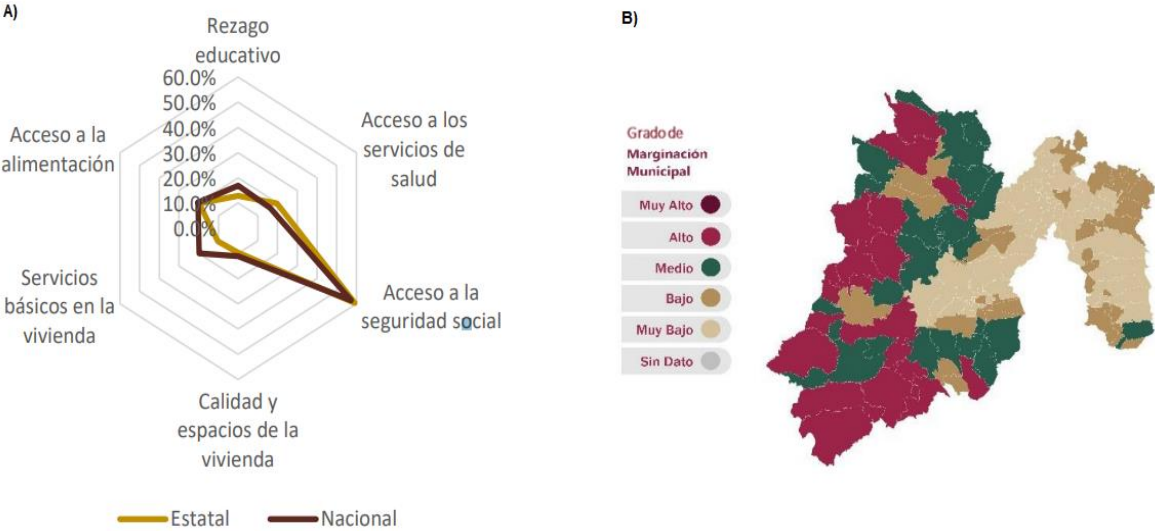 A)
Rezago
educativo
60.0%
50.0%
40.0%
30.0%
20.0%
10.0%
0.0%
Acceso a los
servicios de
salud
Acceso a la
seguridad social
Calidad y
espacios de la
vivienda
Servicios
básicos en la
vivienda
Acceso a la
alimentación
Estatal
Nacional
B)
Grado de
Marginación
Municipal
Muy Alto
Alto
Medio
Bajo
Muy Bajo
Sin Dato